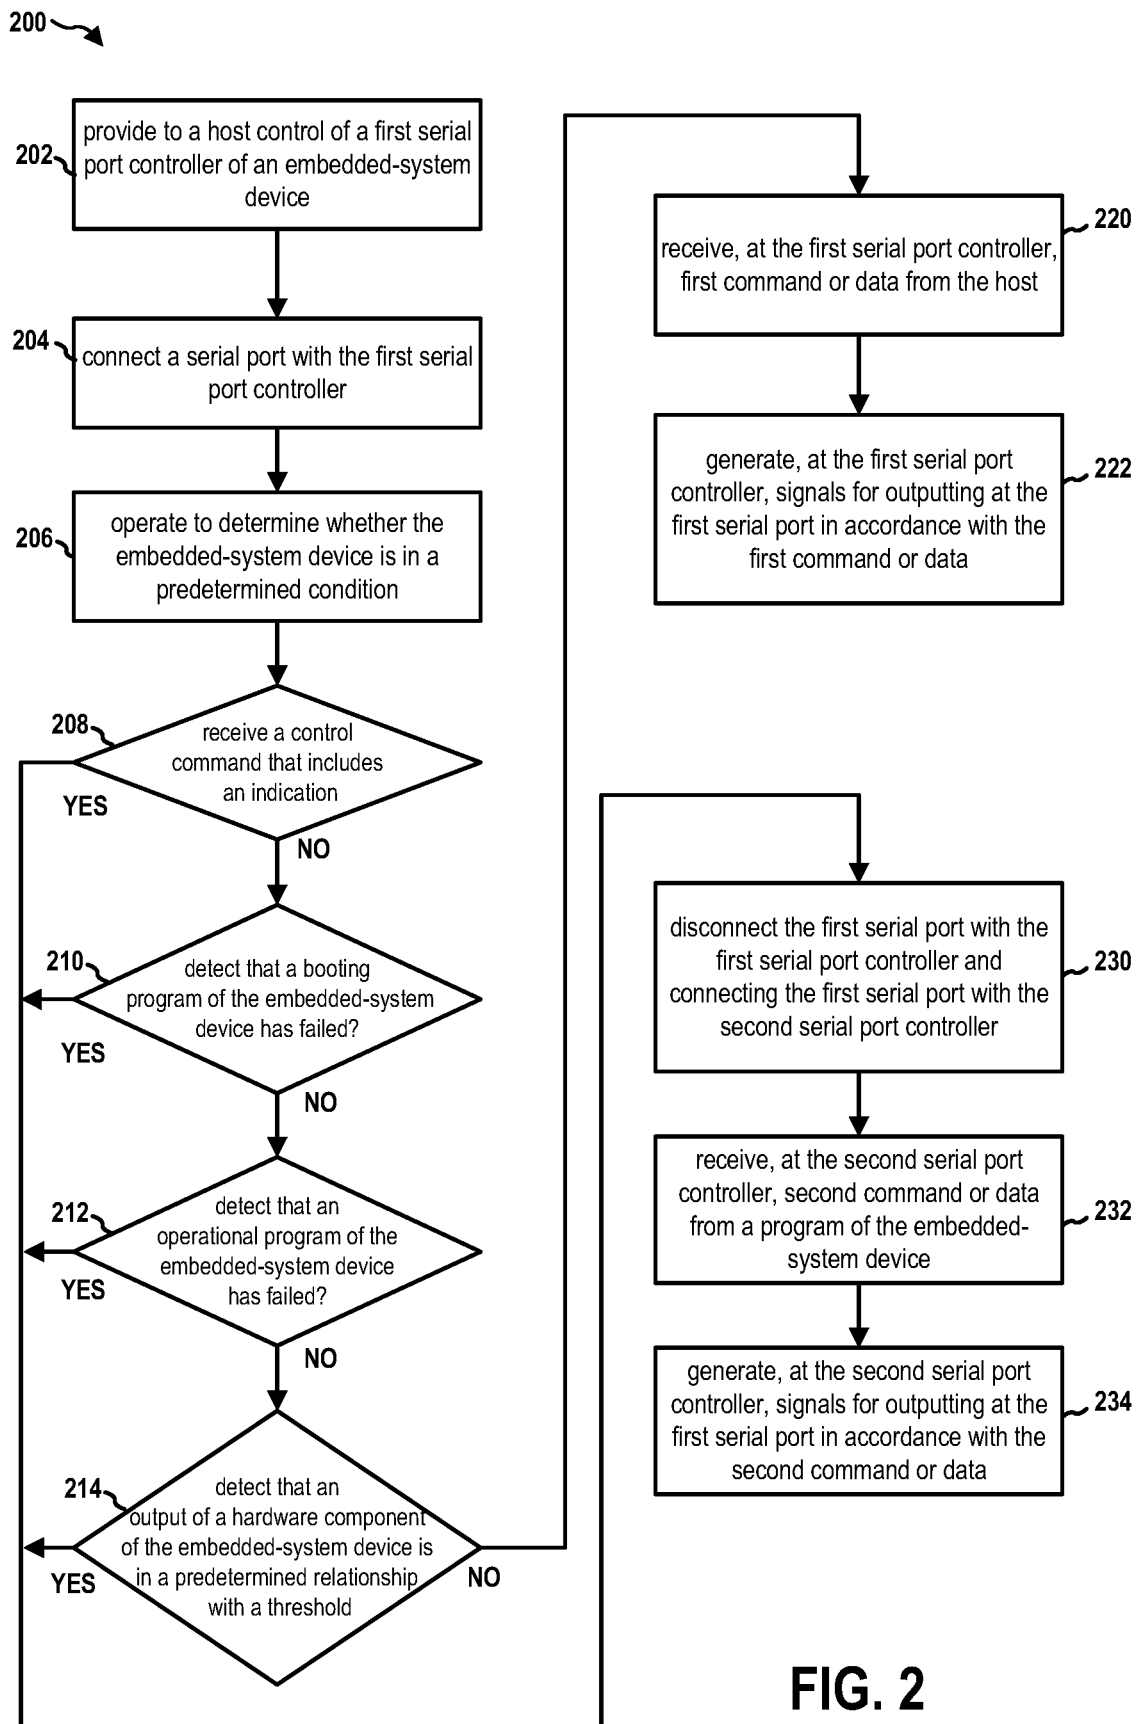 200
202
provide to a host control of a first serial
port controller of an embedded-system
device
204
connect a serial port with the first serial
port controller
206
operate to determine whether the
embedded-system device is in a
predetermined condition
208
receive a control
command that includes
an indication
YES
NO
210
detect that a booting
program of the embedded-system
device has failed?
YES
NO
212
detect that an
operational program of the
embedded-system device
has failed?
YES
NO
214
detect that an
output of a hardware component
of the embedded-system device is
in a predetermined relationship
with a threshold
YES
NO
220
receive, at the first serial port controller,
first command or data from the host
222
generate, at the first serial port
controller, signals for outputting at the
first serial port in accordance with the
first command or data
230
disconnect the first serial port with the
first serial port controller and
connecting the first serial port with the
second serial port controller
232
receive, at the second serial port
controller, second command or data
from a program of the embedded-
system device
234
generate, at the second serial port
controller, signals for outputting at the
first serial port in accordance with the
second command or data
FIG. 2